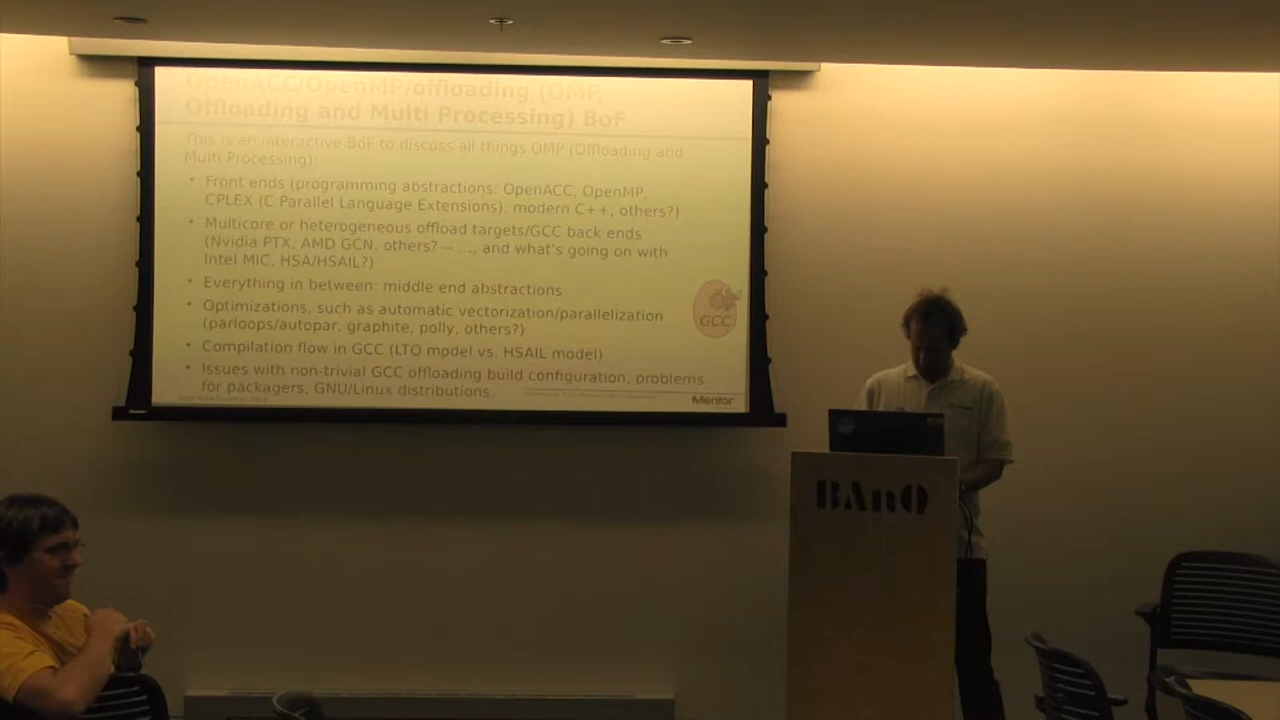 OpenACC/OpenMP/offloading (OMP,
Offloading and Multi Processing) BoF
This is an interactive BoF to discuss all things OMP (Offloading and
Multi Processing):
• Front ends (programming abstractions: OpenACC, OpenMP,
CPLEX (C Parallel Language Extensions), modern C++, others?)
• Multicore or heterogeneous offload targets/GCC back ends
(Nvidia PTX, AMD GCN, others? — ..., and what's going on with
Intel MIC, HSA/HSAIL?)
• Everything in between: middle end abstractions
• Optimizations, such as automatic vectorization/parallelization
(parloops/autopar, graphite, polly, others?)
• Compilation flow in GCC (LTO model vs. HSAIL model)
• Issues with non-trivial GCC offloading build configuration, problems
for packagers, GNU/Linux distributions.
GCC
Mentor
BAnQ